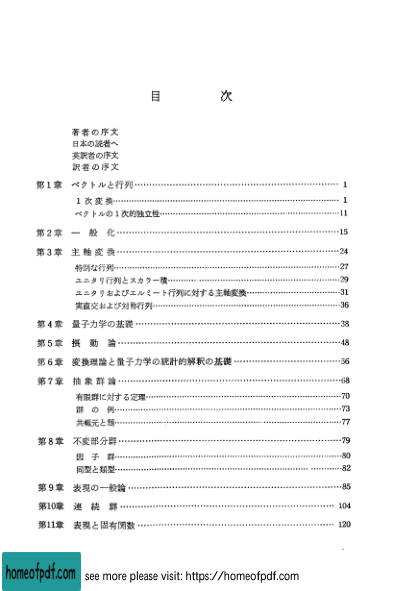 目 次
著者の序文
日本の読者へ
英訳者の序文
訳者の序文
第1章 ベクトルと行列 1
1次変換 1
ベクトルの1次的独立性 11
第2章 一般化 15
第3章 主軸変換 24
特別な行列 27
ユニタリ行列とスカラー積 29
ユニタリおよびエルミート行列に対する主軸変換 31
実直交および対称行列 36
第4章 量子力学の基礎 38
第5章 摂動論 48
第6章 変換理論と量子力学の統計的解釈の基礎 56
第7章 抽象群論 68
有限群に対する定理 70
群の例 73
共軛元と類 77
第8章 不変部分群 79
因子群 80
同型と類型 82
第9章 表現の一般論 85
第10章 連続群 104
第11章 表現と固有関数 120
homeofpdf.com see more please visit: https://homeofpdf.com